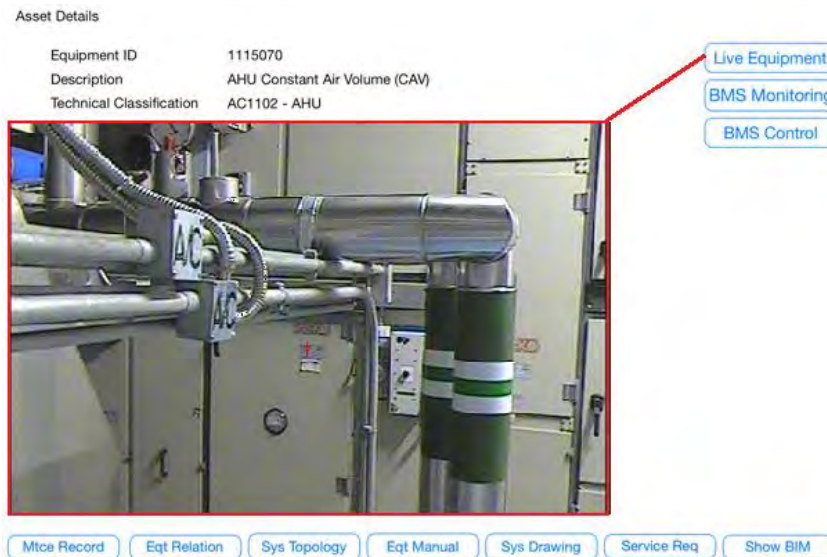 Asset Details
Equipment ID 1115070
Description AHU Constant Air Volume (CAV)
Technical Classification AC1102 - AHU
Live Equipment
BMS Monitoring
BMS Control
AC
AC
Mtce Record Eqt Relation Sys Topology Eqt Manual Sys Drawing Service Req Show BIM